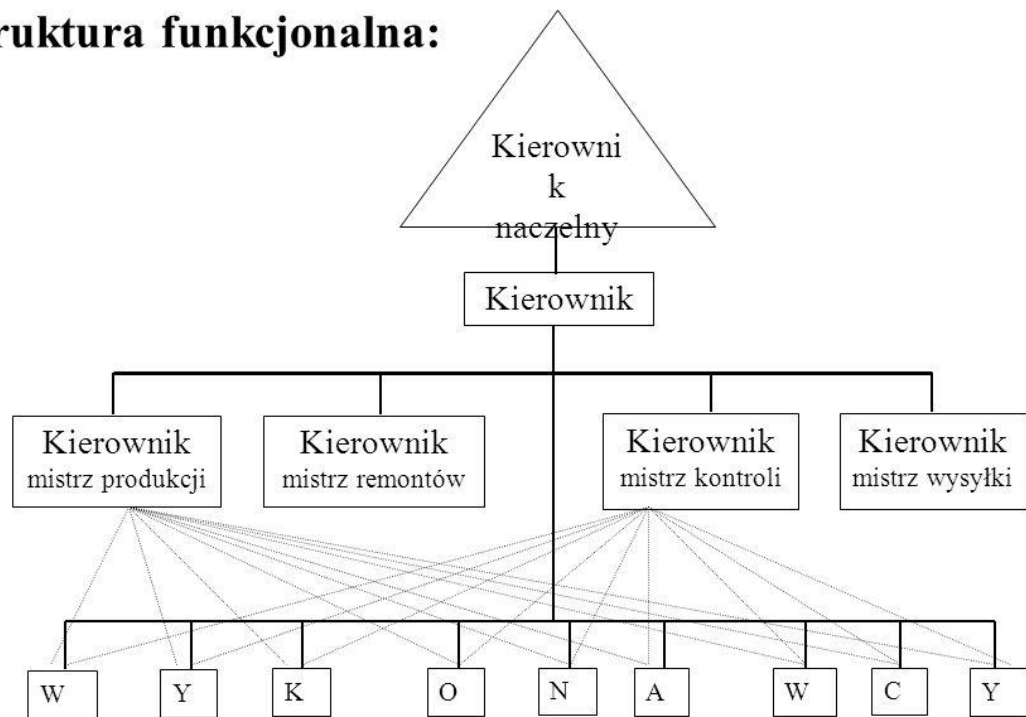 ruktura funkcjonalna:
Kierowni
k
naczelny
Kierownik
Kierownik
mistrz produkcji
Kierownik
mistrz remontów
Kierownik
mistrz kontroli
Kierownik
mistrz wysyłki
W Y K O N A W C Y